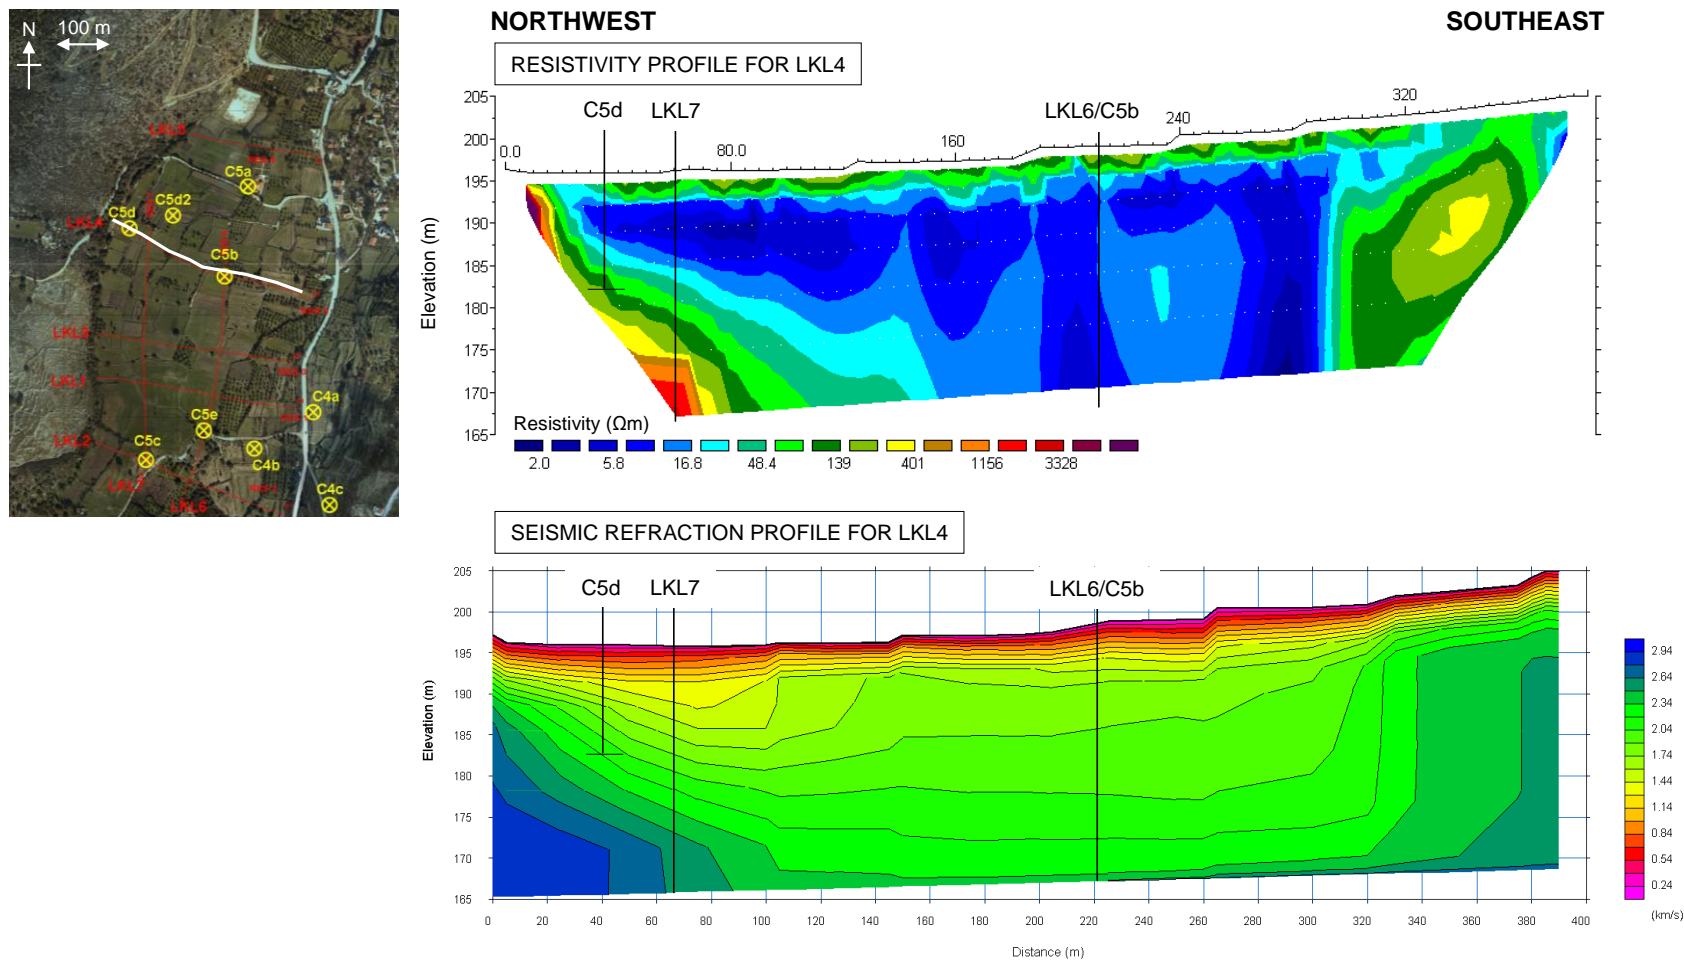 N
100 m
LKL3
C5a
C5d2
C5d
LKL4
C5b
LKL1
C4a
C5e
LKL2
C5c
C4b
LKL7
LKL6
C4c
NORTHWEST
SOUTHEAST
RESISTIVITY PROFILE FOR LKL4
C5d
LKL7
LKL6/C5b
0.0
80.0
160
240
320
205
200
195
190
185
180
175
170
165
Elevation (m)
Resistivity (Ωm)
2.0 5.8 16.8 48.4 139 401 1156 3328
SEISMIC REFRACTION PROFILE FOR LKL4
C5d
LKL7
LKL6/C5b
205
200
195
190
185
180
175
170
165
Elevation (m)
0 20 40 60 80 100 120 140 160 180 200 220 240 260 280 300 320 340 360 380 400
Distance (m)
2.94
2.64
2.34
2.04
1.74
1.44
1.14
0.84
0.54
0.24
(km/s)